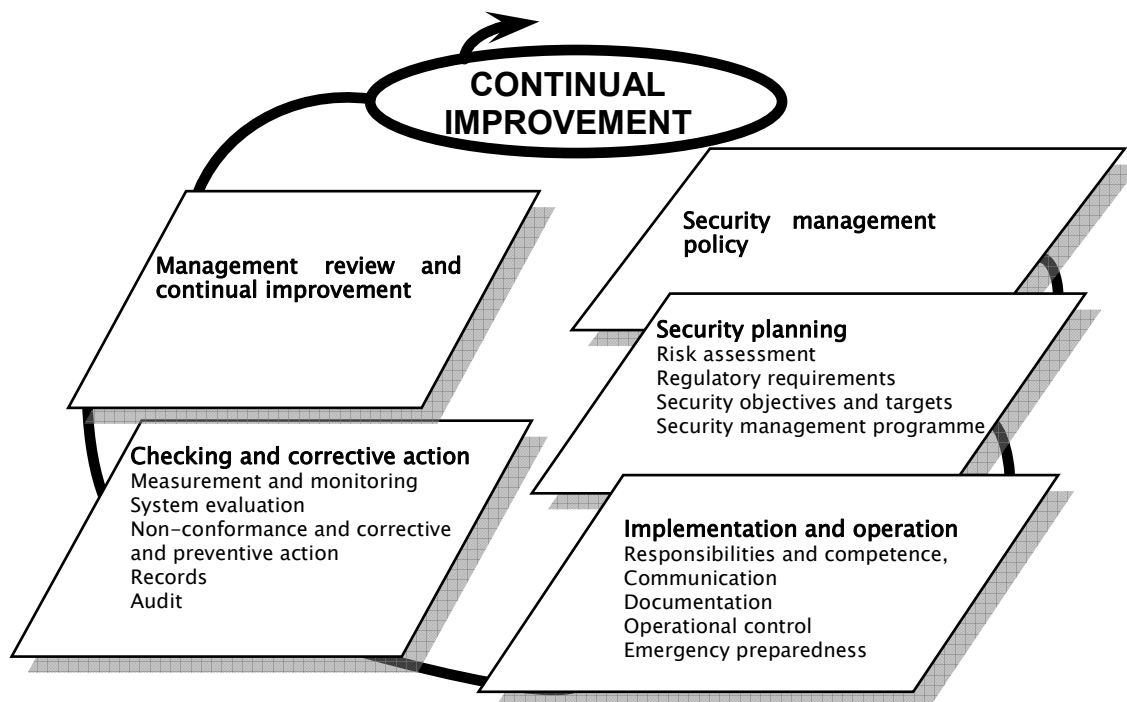 CONTINUAL
IMPROVEMENT
Security management
policy
Management review and
continual improvement
Security planning
Risk assessment
Regulatory requirements
Security objectives and targets
Security management programme
Checking and corrective action
Measurement and monitoring
System evaluation
Non-conformance and corrective
and preventive action
Records
Audit
Implementation and operation
Responsibilities and competence,
Communication
Documentation
Operational control
Emergency preparedness